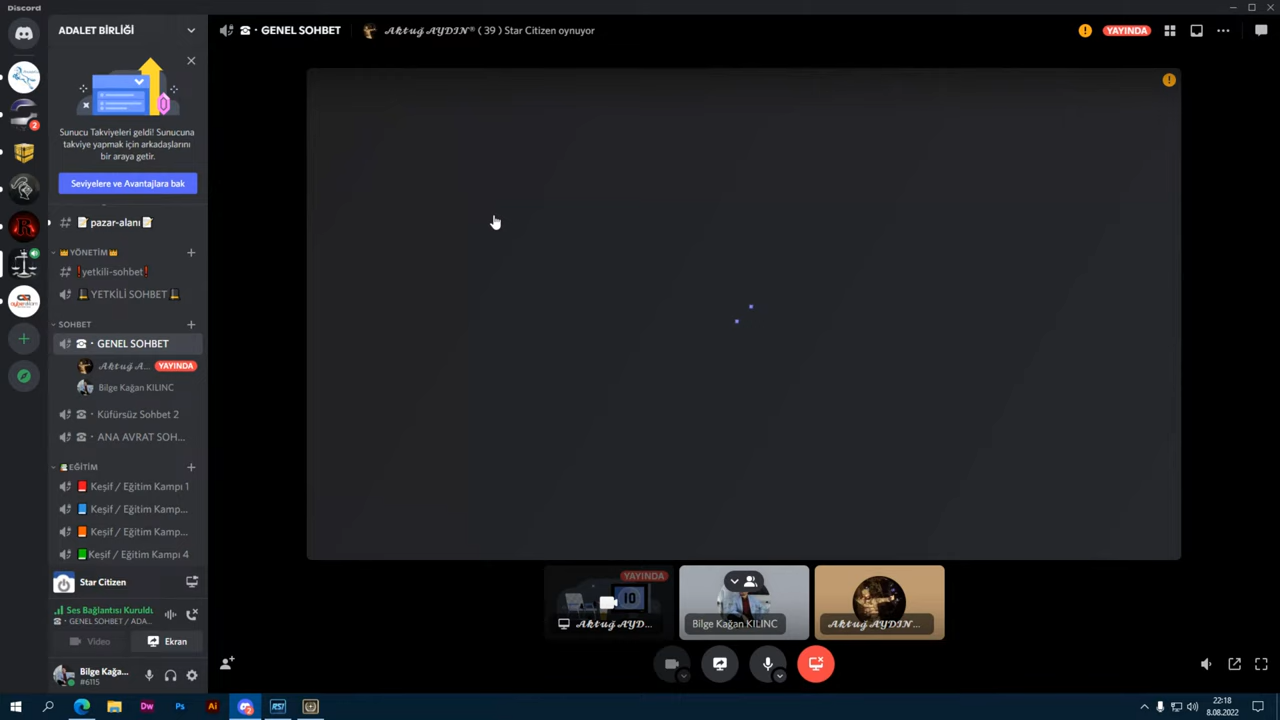 Discord
ADALET BİRLİĞİ
GENEL SOHBET
Aktuğ AYDIN® ( 39 ) Star Citizen oynuyor
YAYINDA
2
Sunucu Takviyeleri geldi! Sunucuna
takviye yapmak için arkadaşlarını
bir araya getir.
Seviyelere ve Avantajlara bak
pazar-alanı
YÖNETİM
yetkili-sohbet
YETKİLİ SOHBET
SOHBET
GENEL SOHBET
Aktuğ A...
YAYINDA
Bilge Kağan KILINC
Küfürsüz Sohbet 2
ANA AVRAT SOH...
EĞİTİM
Keşif / Eğitim Kampı 1
Keşif / Eğitim Kamp...
Keşif / Eğitim Kamp...
Keşif / Eğitim Kampı 4
Star Citizen
Ses Bağlantısı Kuruldu
GENEL SOHBET / ADA...
Video
Ekran
Bilge Kağa...
#6115
YAYINDA
10
Aktuğ AYD...
Bilge Kağan KILINC
Aktuğ AYDIN...
Dw
Ps
Ai
RSI
22:18
8.08.2022